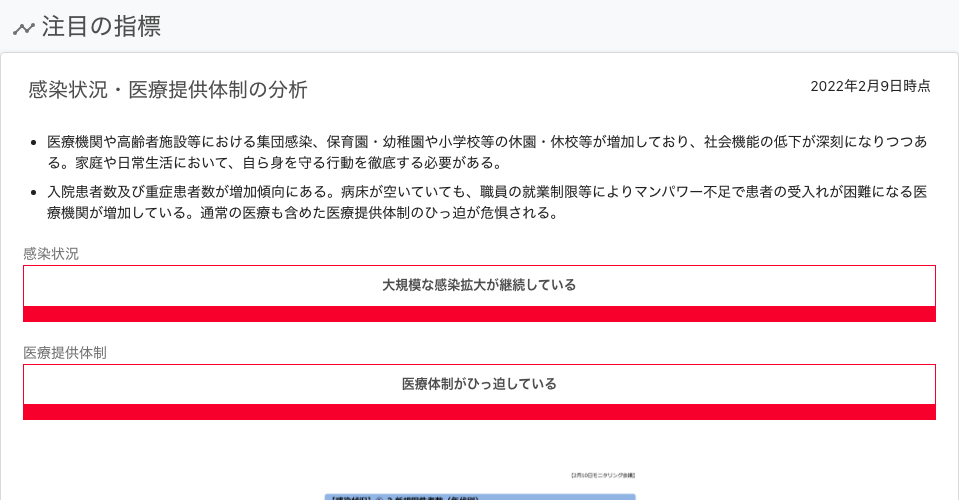 注目の指標
感染状況・医療提供体制の分析
2022年2月9日時点
医療機関や高齢者施設等における集団感染、保育園・幼稚園や小学校等の休園・休校等が増加しており、社会機能の低下が深刻になりつつあ
る。家庭や日常生活において、自ら身を守る行動を徹底する必要がある。
入院患者数及び重症患者数が増加傾向にある。病床が空いていても、職員の就業制限等によりマンパワー不足で患者の受入れが困難になる医
療機関が増加している。通常の医療も含めた医療提供体制のひっ迫が危惧される。
感染状況
大規模な感染拡大が継続している
医療提供体制
医療体制がひっ迫している
【2月10日モニタリング会議】